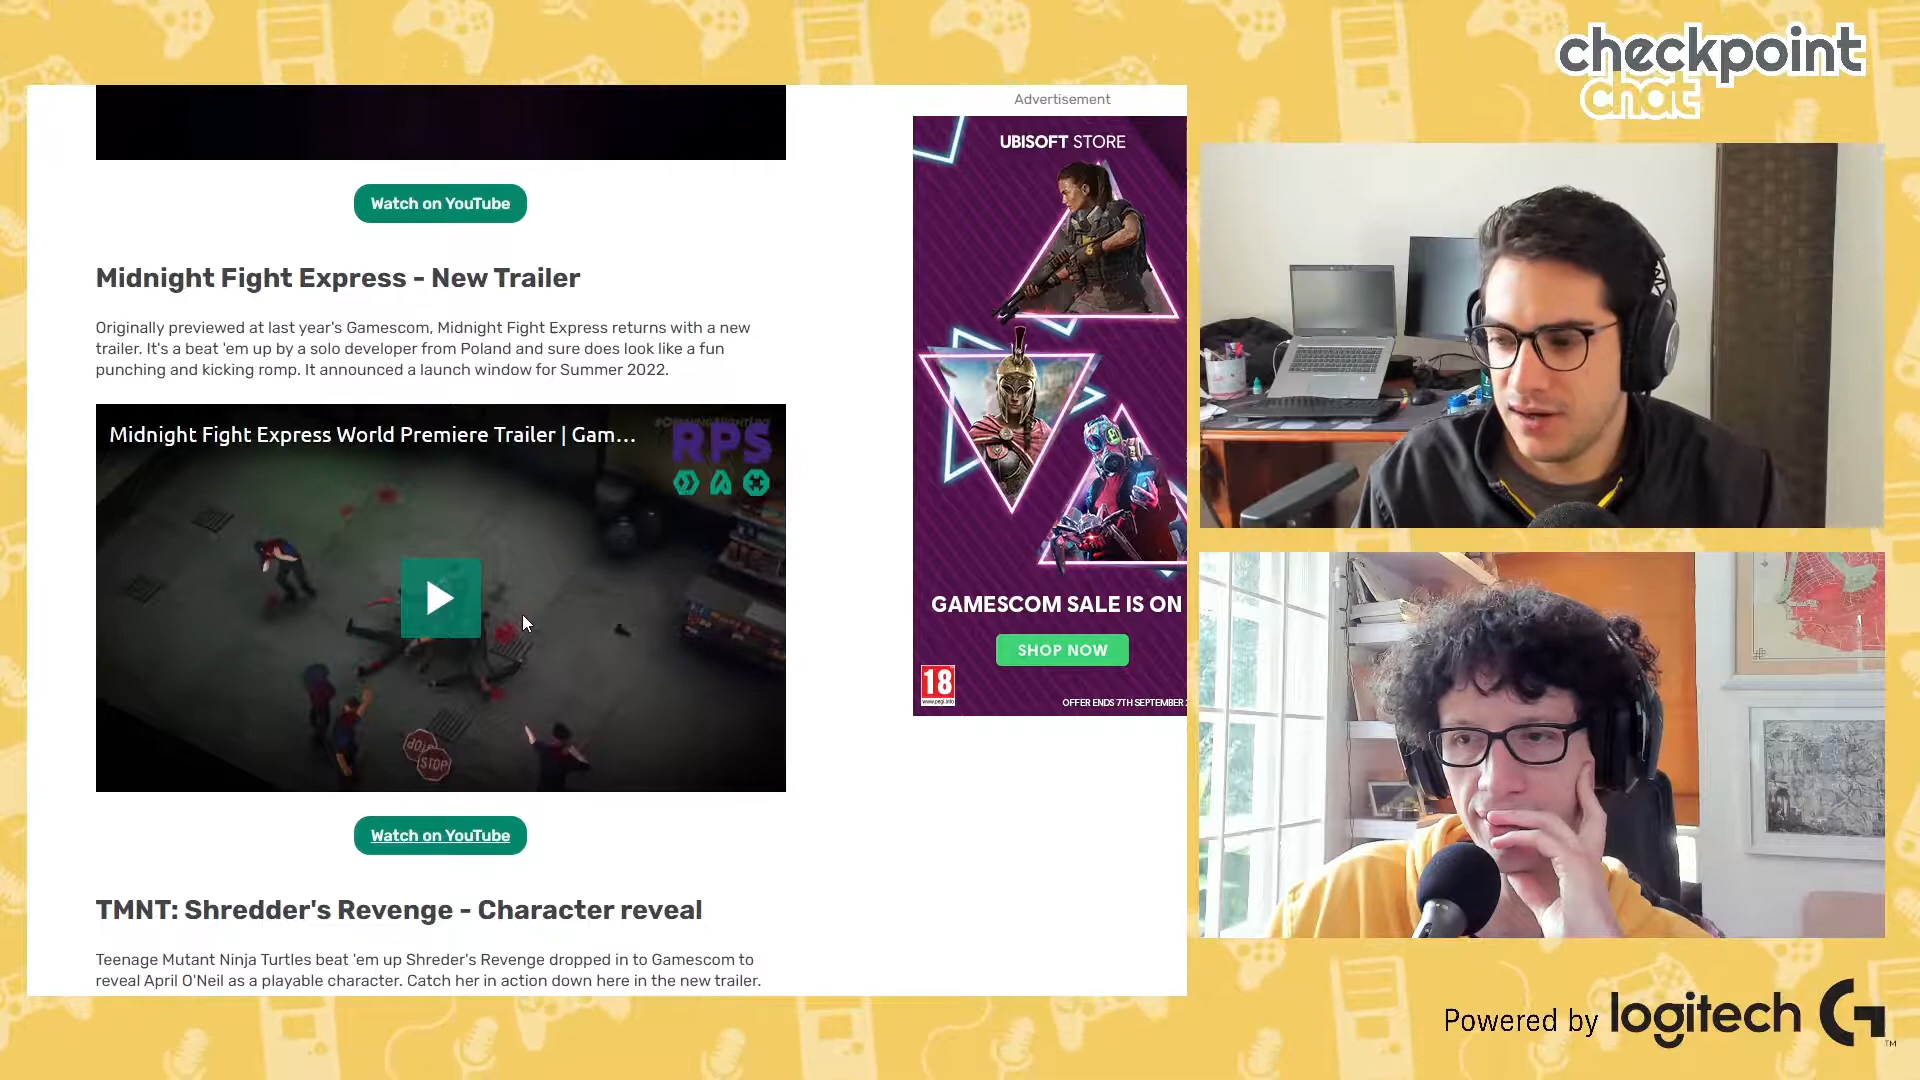 checkpoint
chat
Advertisement
UBISOFT STORE
Watch on YouTube
Midnight Fight Express - New Trailer
Originally previewed at last year's Gamescom, Midnight Fight Express returns with a new
trailer. It's a beat 'em up by a solo developer from Poland and sure does look like a fun
punching and kicking romp. It announced a launch window for Summer 2022.
Midnight Fight Express World Premiere Trailer | Gam...
RPS
STOP
STOP
GAMESCOM SALE IS ON
SHOP NOW
18
www.pegi.info
OFFER ENDS 7TH SEPTEMBER
Watch on YouTube
TMNT: Shredder's Revenge - Character reveal
Teenage Mutant Ninja Turtles beat 'em up Shreder's Revenge dropped in to Gamescom to
reveal April O'Neil as a playable character. Catch her in action down here in the new trailer.
Powered by logitech G
TM